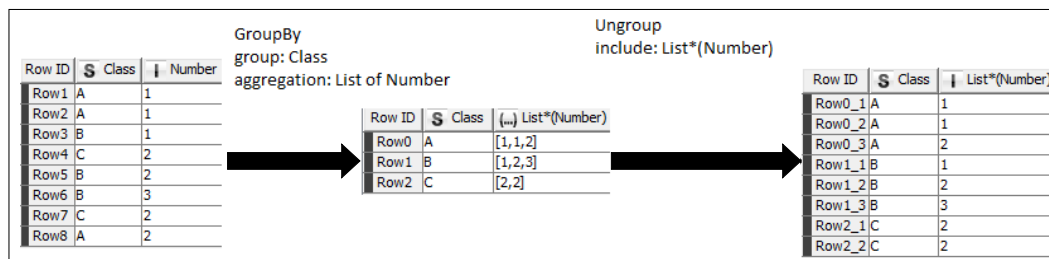 GroupBy
group: Class
aggregation: List of Number
Ungroup
include: List*(Number)
Row ID S Class I Number
Row1 A 1
Row2 A 1
Row3 B 1
Row4 C 2
Row5 B 2
Row6 B 3
Row7 C 2
Row8 A 2
Row ID S Class (...) List*(Number)
Row0 A [1,1,2]
Row1 B [1,2,3]
Row2 C [2,2]
Row ID S Class I List*(Number)
Row0_1 A 1
Row0_2 A 1
Row0_3 A 2
Row1_1 B 1
Row1_2 B 2
Row1_3 B 3
Row2_1 C 2
Row2_2 C 2